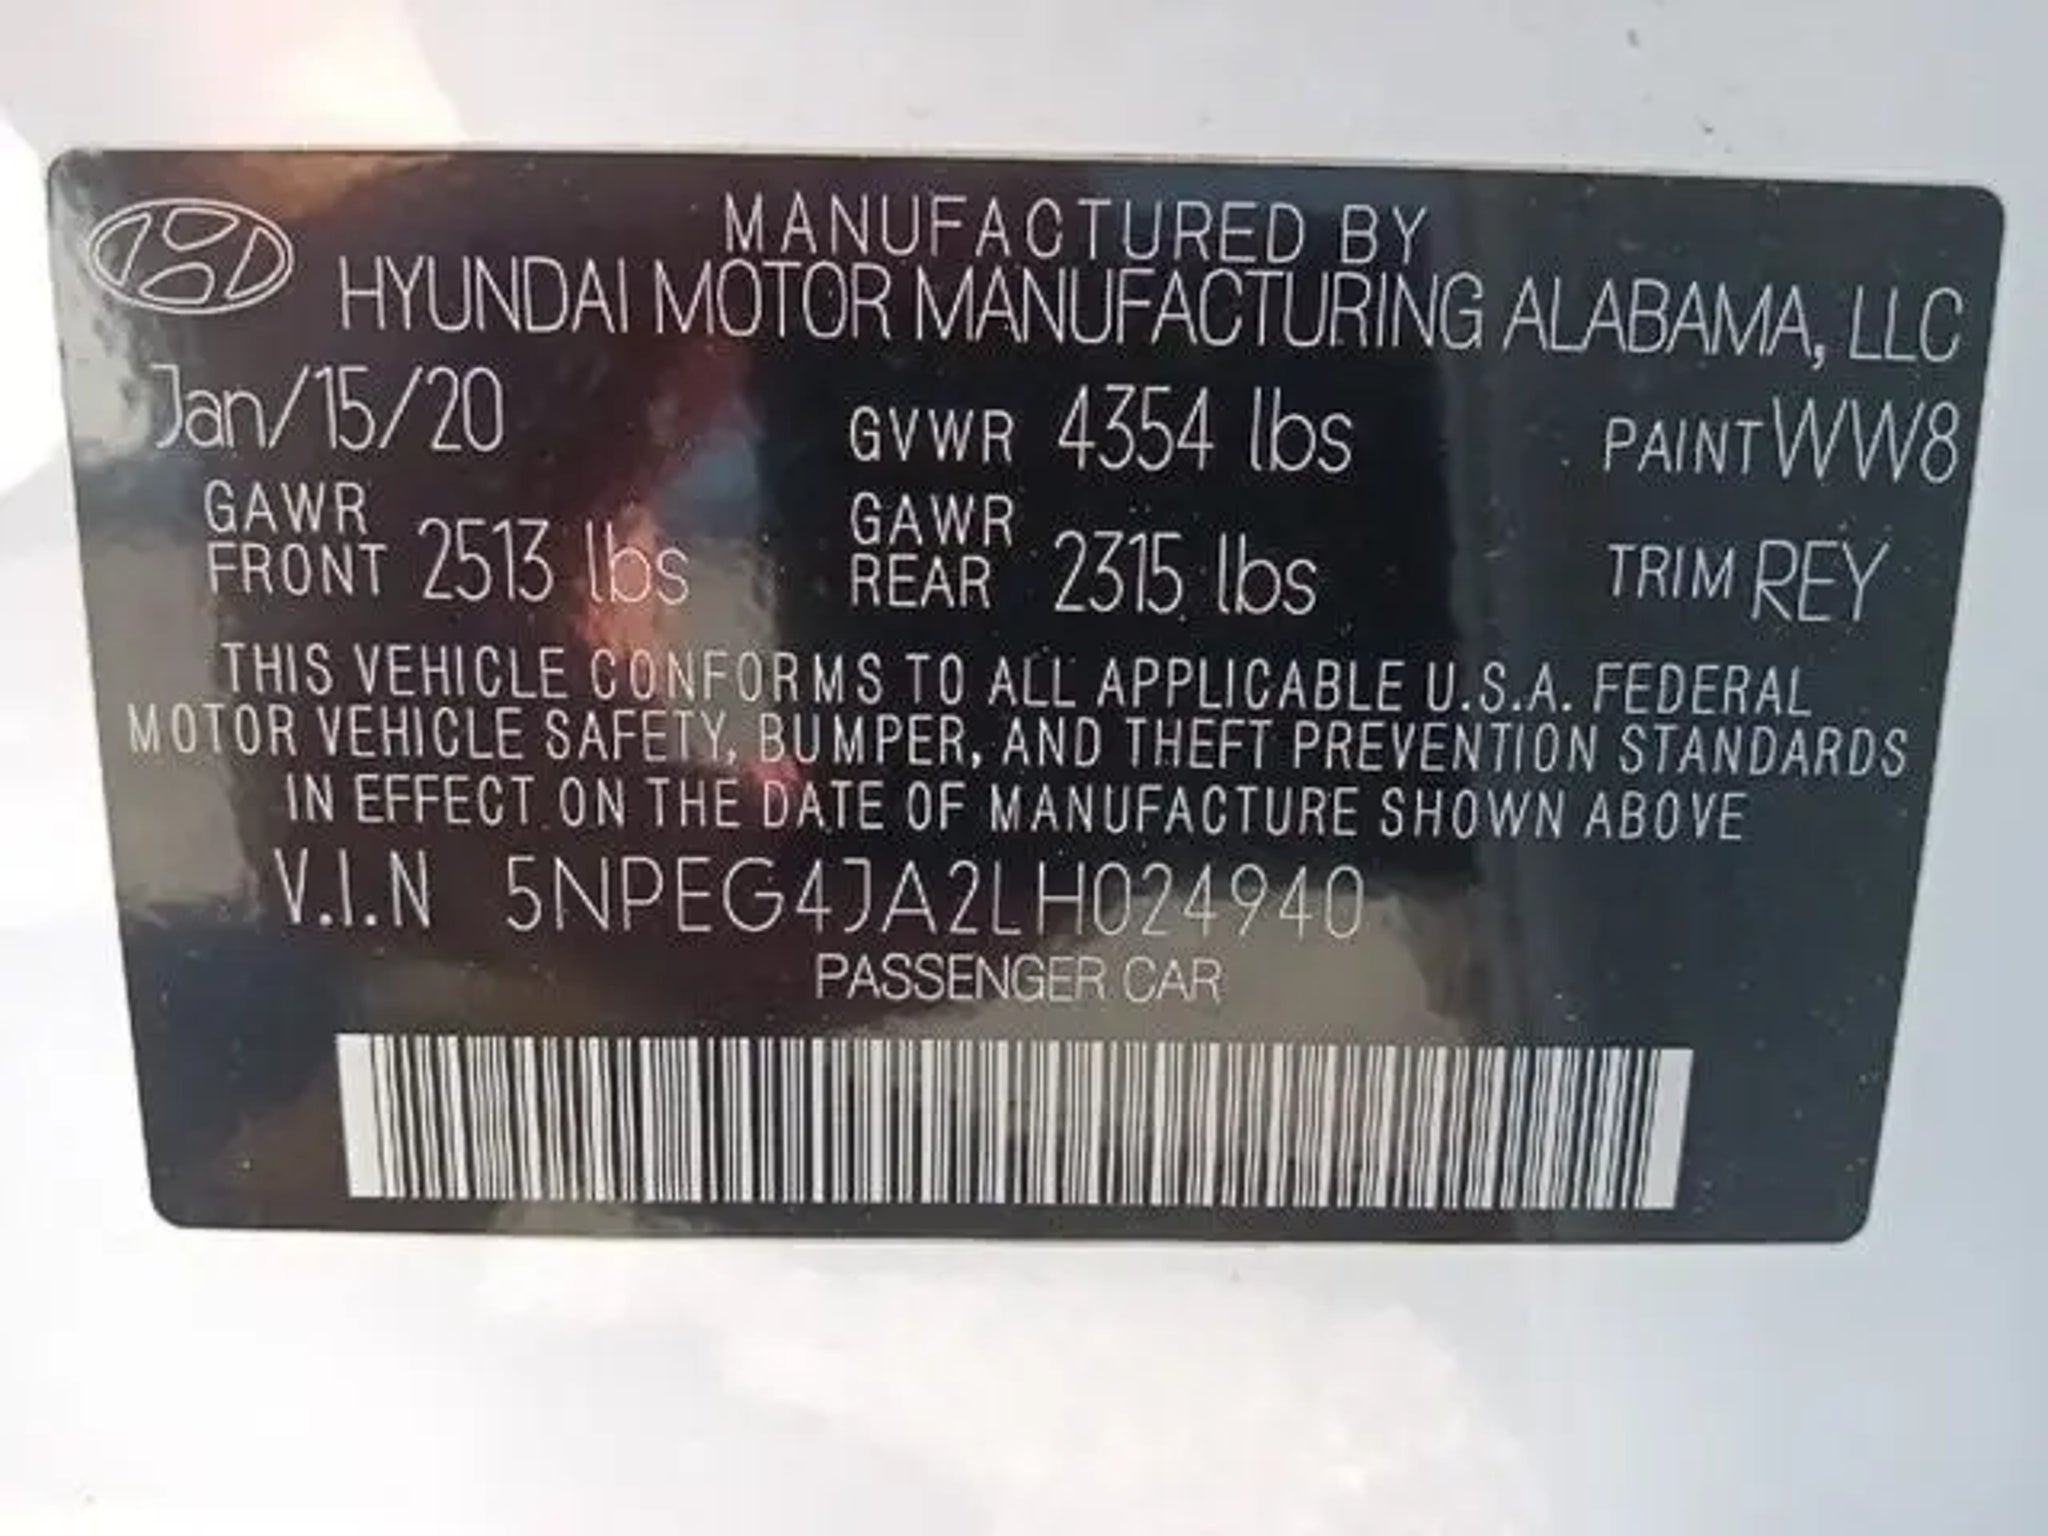 MANUFACTURED BY
HYUNDAI MOTOR MANUFACTURING ALABAMA, LLC
Jan/15/20 GVWR 4354 lbs PAINT WW8
GAWR FRONT 2513 lbs GAWR REAR 2315 lbs TRIM REY
THIS VEHICLE CONFORMS TO ALL APPLICABLE U.S.A. FEDERAL
MOTOR VEHICLE SAFETY, BUMPER, AND THEFT PREVENTION STANDARDS
IN EFFECT ON THE DATE OF MANUFACTURE SHOWN ABOVE
V.I.N 5NPEG4JA2LH024940
PASSENGER CAR